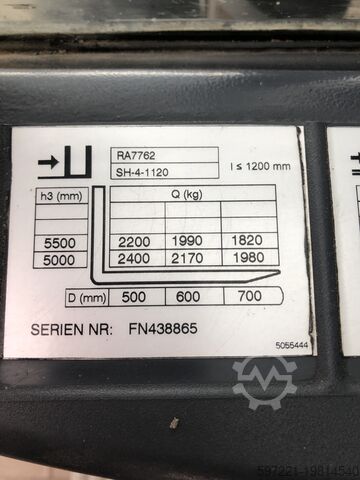 RA7762
SH-4-1120
l ≤ 1200 mm
h3 (mm)
Q (kg)
5500 2200 1990 1820
5000 2400 2170 1980
D (mm) 500 600 700
SERIEN NR: FN438865
5055444
597221-19814540